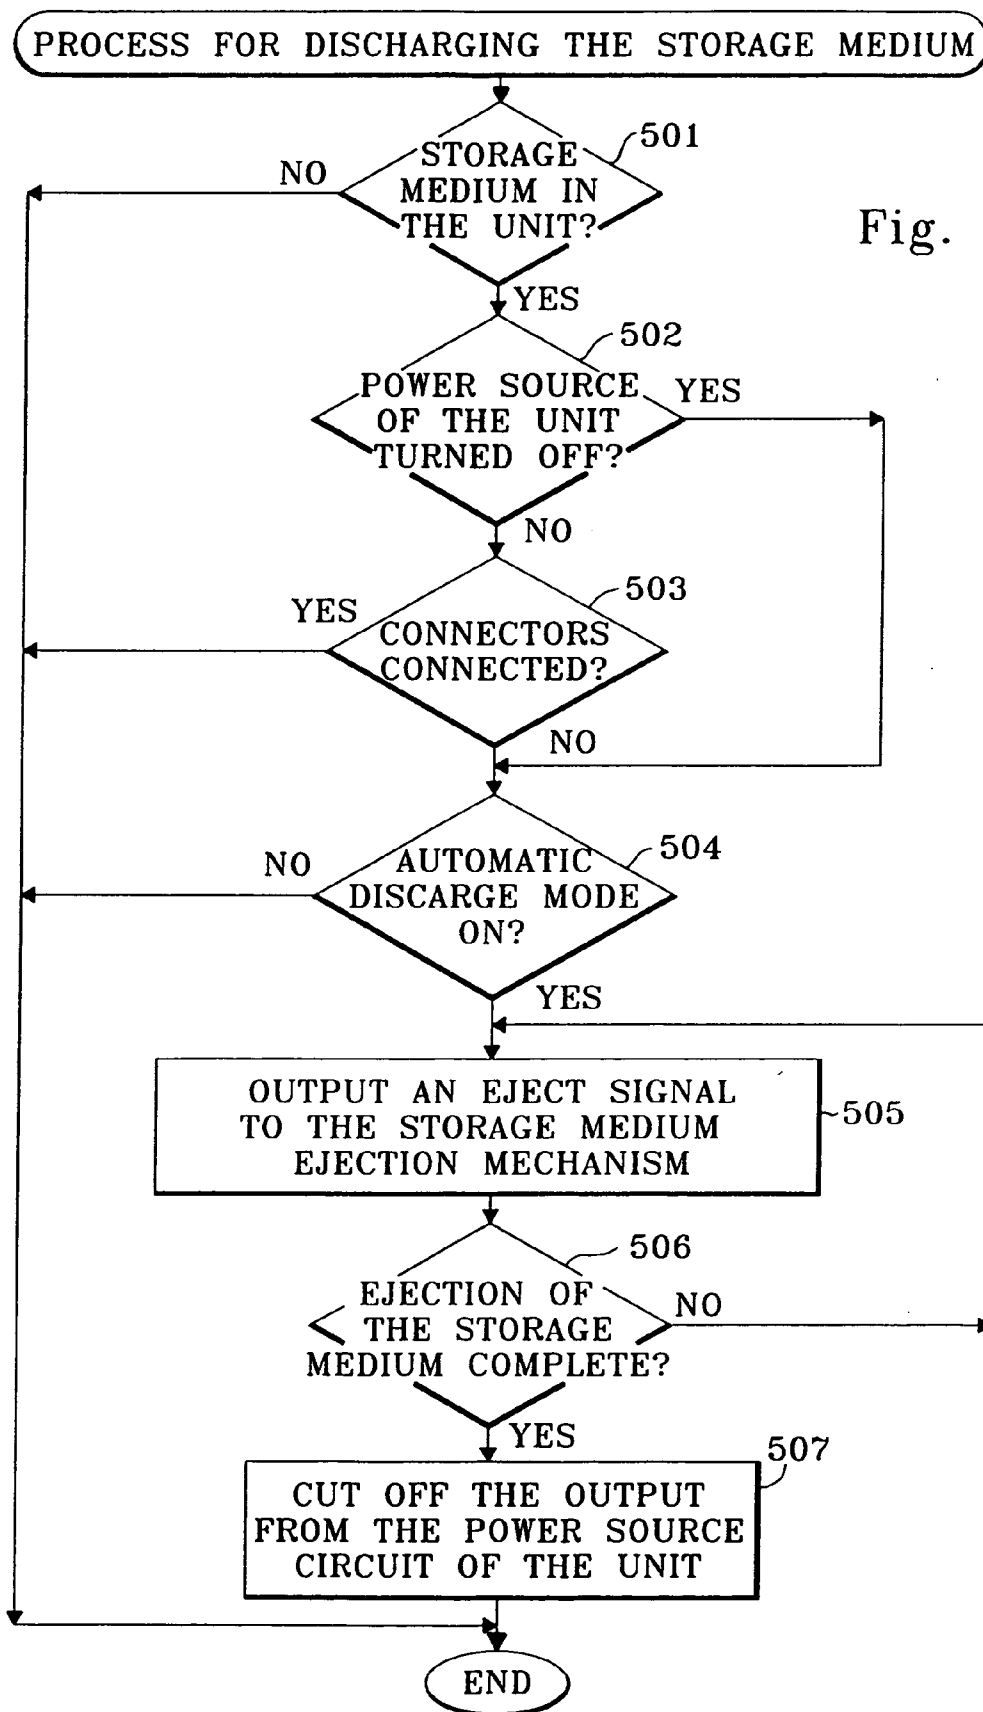 PROCESS FOR DISCHARGING THE STORAGE MEDIUM
501
STORAGE
MEDIUM IN
THE UNIT?
NO
Fig.
YES
502
POWER SOURCE
OF THE UNIT
TURNED OFF?
YES
NO
503
YES
CONNECTORS
CONNECTED?
NO
504
NO
AUTOMATIC
DISCARGE MODE
ON?
YES
OUTPUT AN EJECT SIGNAL
TO THE STORAGE MEDIUM
EJECTION MECHANISM
505
506
EJECTION OF
THE STORAGE
MEDIUM COMPLETE?
NO
YES
507
CUT OFF THE OUTPUT
FROM THE POWER SOURCE
CIRCUIT OF THE UNIT
END